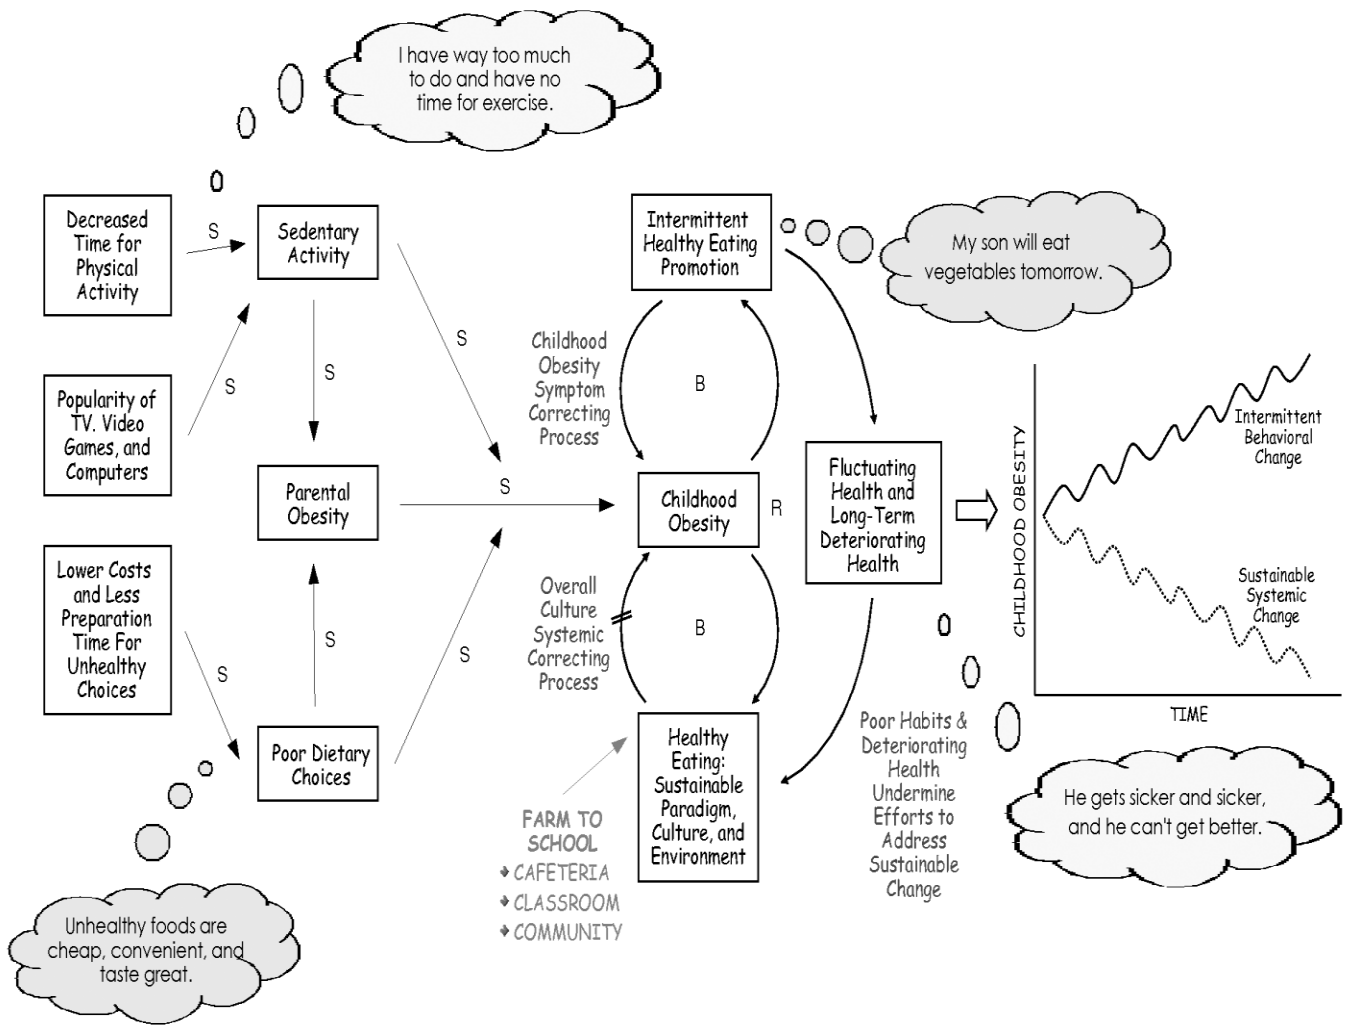 I have way too much
to do and have no
time for exercise.
Decreased
Time for
Physical
Activity
S
Sedentary
Activity
Intermittent
Healthy Eating
Promotion
My son will eat
vegetables tomorrow.
S
S
S
Childhood
Obesity
Symptom
Correcting
Process
B
Popularity of
TV. Video
Games, and
Computers
Parental
Obesity
S
Childhood
Obesity
R
Fluctuating
Health and
Long-Term
Deteriorating
Health
CHILDHOOD OBESITY
Intermittent
Behavioral
Change
Sustainable
Systemic
Change
TIME
Lower Costs
and Less
Preparation
Time For
Unhealthy
Choices
S
S
S
Overall
Culture
Systemic
Correcting
Process
B
Poor Dietary
Choices
Healthy
Eating:
Sustainable
Paradigm,
Culture, and
Environment
Poor Habits &
Deteriorating
Health
Undermine
Efforts to
Address
Sustainable
Change
He gets sicker and sicker,
and he can't get better.
FARM TO
SCHOOL
CAFETERIA
CLASSROOM
COMMUNITY
Unhealthy foods are
cheap, convenient, and
taste great.